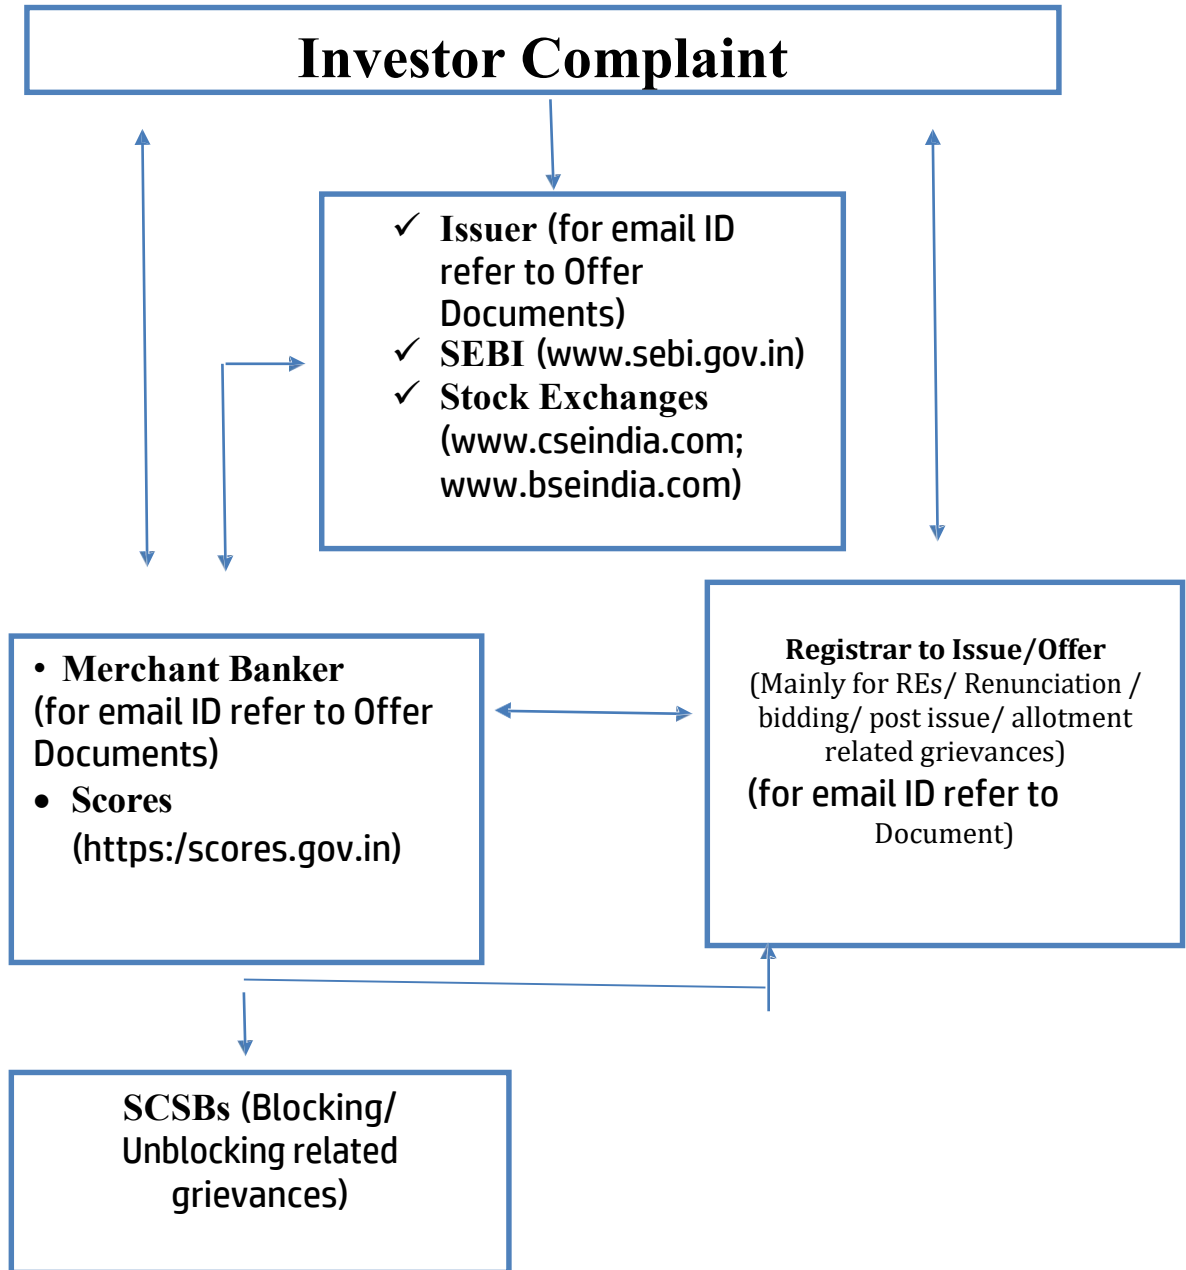 Investor Complaint
✓ Issuer (for email ID
refer to Offer
Documents)
✓ SEBI (www.sebi.gov.in)
✓ Stock Exchanges
(www.cseindia.com;
www.bseindia.com)
• Merchant Banker
(for email ID refer to Offer
Documents)
• Scores
(https:/scores.gov.in)
Registrar to Issue/Offer
(Mainly for REs/ Renunciation /
bidding/ post issue/ allotment
related grievances)
(for email ID refer to
Document)
SCSBs (Blocking/
Unblocking related
grievances)